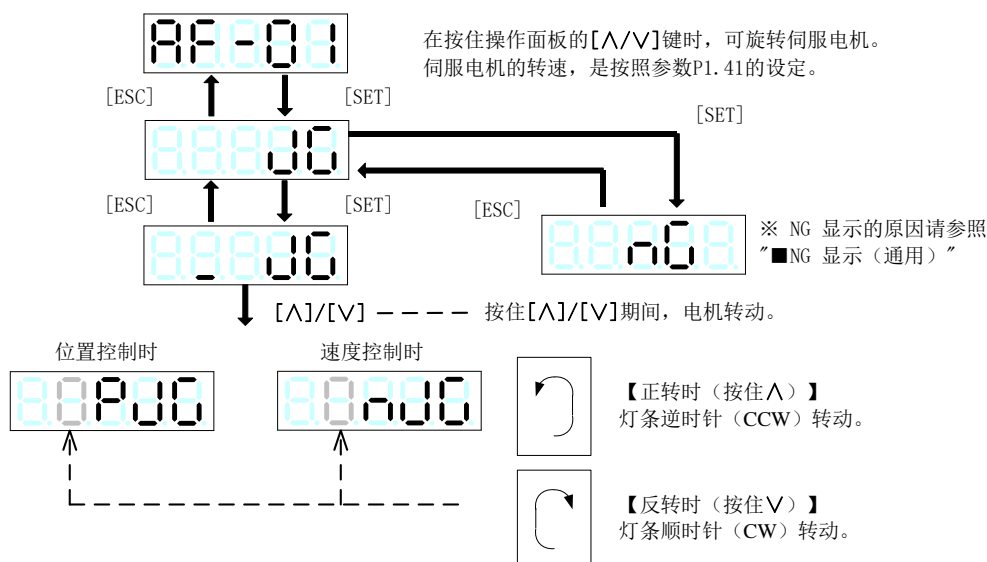 AF-01
在按住操作面板的[∧/∨]键时，可旋转伺服电机。
伺服电机的转速，是按照参数P1.41的设定。
[ESC]
[SET]
[SET]
JG
[ESC]
[SET]
[ESC]
_ JG
nG
※ NG 显示的原因请参照
"■NG 显示（通用）"
[∧]/[∨] ———— 按住[∧]/[∨]期间，电机转动。
位置控制时
速度控制时
PJG
nJG
【正转时（按住∧）】
灯条逆时针（CCW）转动。
【反转时（按住∨）】
灯条顺时针（CW）转动。